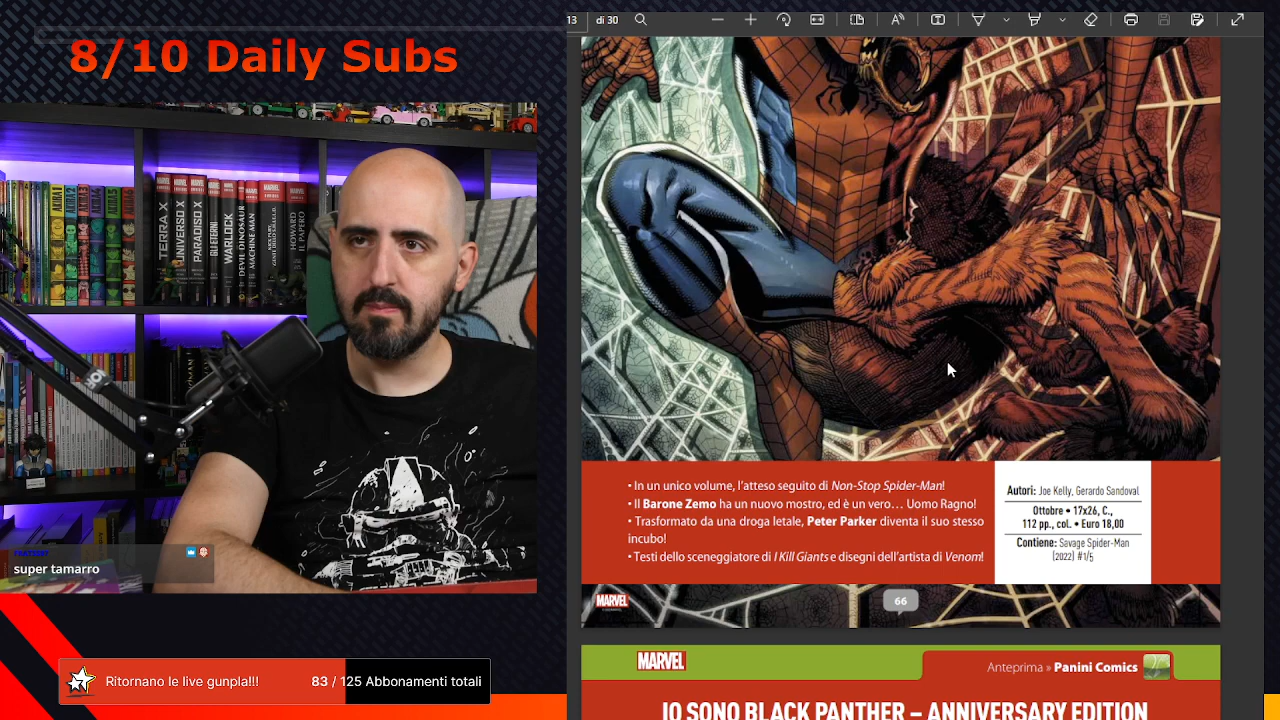 8/10 Daily Subs
13 di 30
AKIRA
TERRA X
UNIVERSO X
PARADISO X
GLI ETERNI
WARLOCK
DEVIL DINOSAUR
MACHINE MAN
HOWARD
IL PAPERO
super tamarro
Ritornano le live gunpla!!! 83 / 125 Abbonamenti totali
• In un unico volume, l'atteso seguito di Non-Stop Spider-Man!
• Il Barone Zemo ha un nuovo mostro, ed è un vero… Uomo Ragno!
• Trasformato da una droga letale, Peter Parker diventa il suo stesso
incubo!
• Testi dello sceneggiatore di I Kill Giants e disegni dell'artista di Venom!
Autori: Joe Kelly, Gerardo Sandoval
Ottobre • 17x26, C.,
112 pp., col. • Euro 18,00
Contiene: Savage Spider-Man
(2022) #1/5
MARVEL
66
MARVEL
Anteprima » Panini Comics
IO SONO BLACK PANTHER – ANNIVERSARY EDITION